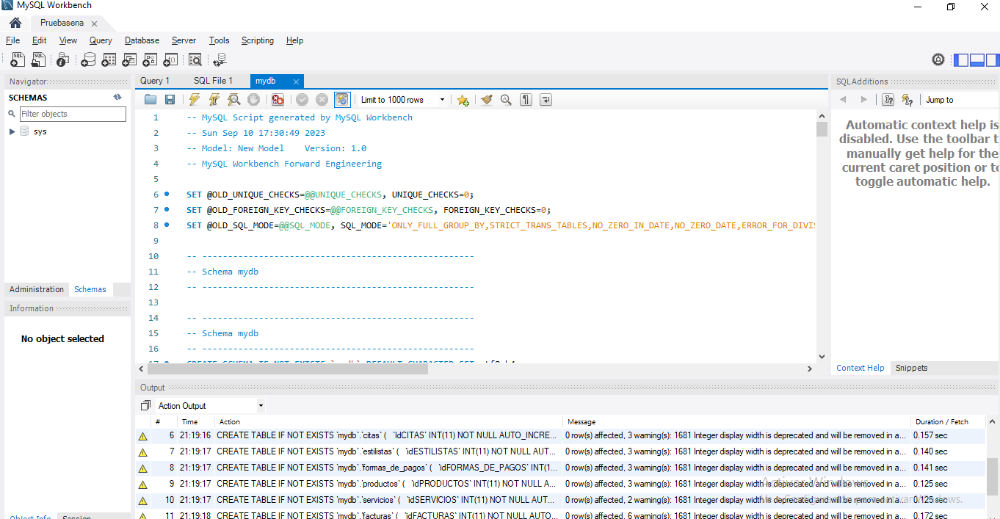 MySQL Workbench
Pruebasena
File Edit View Query Database Server Tools Scripting Help
Navigator
SCHEMAS
Filter objects
sys
Administration Schemas
Information
No object selected
Object Info Session
Query 1 SQL File 1 mydb
Limit to 1000 rows
1 -- MySQL Script generated by MySQL Workbench
2 -- Sun Sep 10 17:30:49 2023
3 -- Model: New Model    Version: 1.0
4 -- MySQL Workbench Forward Engineering
5
6 SET @OLD_UNIQUE_CHECKS=@@UNIQUE_CHECKS, UNIQUE_CHECKS=0;
7 SET @OLD_FOREIGN_KEY_CHECKS=@@FOREIGN_KEY_CHECKS, FOREIGN_KEY_CHECKS=0;
8 SET @OLD_SQL_MODE=@@SQL_MODE, SQL_MODE='ONLY_FULL_GROUP_BY,STRICT_TRANS_TABLES,NO_ZERO_IN_DATE,NO_ZERO_DATE,ERROR_FOR_DIVIS
9
10 -- -----------------------------------------------------
11 -- Schema mydb
12 -- -----------------------------------------------------
13
14 -- -----------------------------------------------------
15 -- Schema mydb
16 -- -----------------------------------------------------
17 CREATE SCHEMA IF NOT EXISTS `mydb` DEFAULT CHARACTER SET
SQLAdditions
Jump to
Automatic context help is
disabled. Use the toolbar t
manually get help for the
current caret position or to
toggle automatic help.
Context Help Snippets
Output
Action Output
# Time Action Message Duration / Fetch
6 21:19:16 CREATE TABLE IF NOT EXISTS `mydb`.`citas` ( `IdCITAS` INT(11) NOT NULL AUTO_INCRE... 0 row(s) affected, 3 warning(s): 1681 Integer display width is deprecated and will be removed in a... 0.157 sec
7 21:19:17 CREATE TABLE IF NOT EXISTS `mydb`.`estilistas` ( `idESTILISTAS` INT(11) NOT NULL AUT... 0 row(s) affected, 3 warning(s): 1681 Integer display width is deprecated and will be removed in a... 0.140 sec
8 21:19:17 CREATE TABLE IF NOT EXISTS `mydb`.`formas_de_pagos` ( `idFORMAS_DE_PAGOS` INT(1... 0 row(s) affected, 3 warning(s): 1681 Integer display width is deprecated and will be removed in a... 0.141 sec
9 21:19:17 CREATE TABLE IF NOT EXISTS `mydb`.`productos` ( `idPRODUCTOS` INT(11) NOT NULL A... 0 row(s) affected, 3 warning(s): 1681 Integer display width is deprecated and will be removed in a... 0.125 sec
10 21:19:17 CREATE TABLE IF NOT EXISTS `mydb`.`servicios` ( `idSERVICIOS` INT(11) NOT NULL AUT... 0 row(s) affected, 2 warning(s): 1681 Integer display width is deprecated and will be removed in a... 0.125 sec
11 21:19:18 CREATE TABLE IF NOT EXISTS `mydb`.`facturas` ( `idFACTURAS` INT(11) NOT NULL AUTO... 0 row(s) affected, 6 warning(s): 1681 Integer display width is deprecated and will be removed in a... 0.172 sec
Activar Windows
Ve a Configuración para activar Windows.